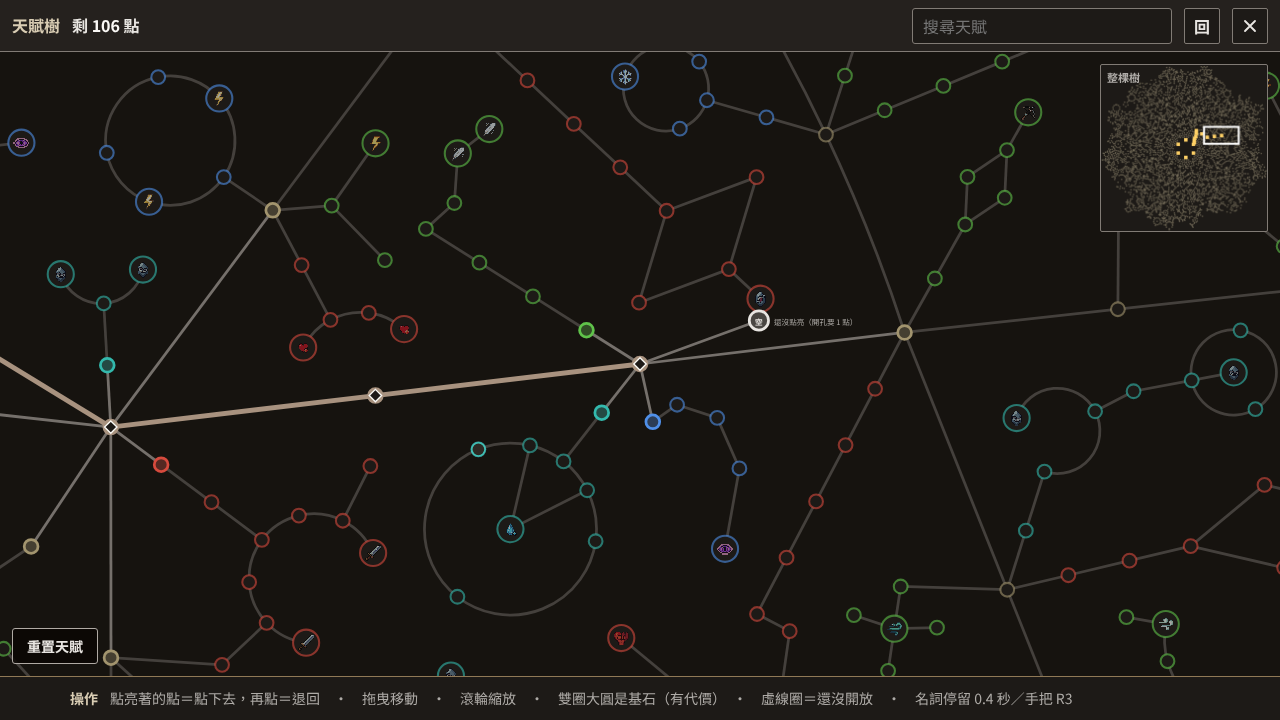 天賦樹 剩 106 點
搜尋天賦
回
整棵樹
空 還沒點亮（開孔要 1 點）
重置天賦
操作 點亮著的點＝點下去，再點＝退回 • 拖曳移動 • 滾輪縮放 • 雙圈大圓是基石（有代價） • 虛線圈＝還沒開放 • 名詞停留 0.4 秒／手把 R3